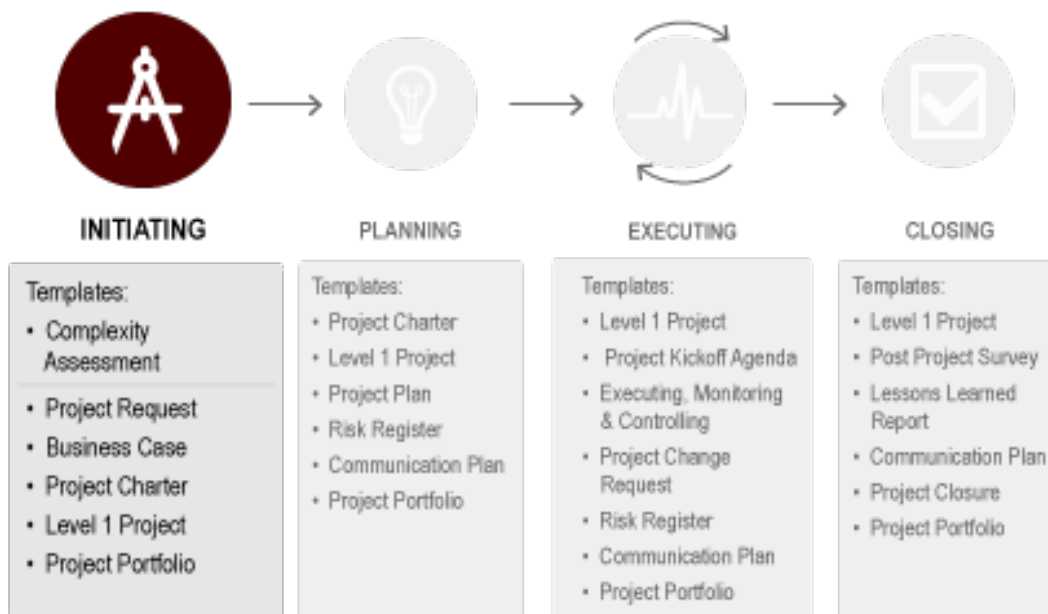 INITIATING
Templates:
• Complexity
Assessment
• Project Request
• Business Case
• Project Charter
• Level 1 Project
• Project Portfolio
PLANNING
Templates:
• Project Charter
• Level 1 Project
• Project Plan
• Risk Register
• Communication Plan
• Project Portfolio
EXECUTING
Templates:
• Level 1 Project
• Project Kickoff Agenda
• Executing, Monitoring
& Controlling
• Project Change
Request
• Risk Register
• Communication Plan
• Project Portfolio
CLOSING
Templates:
• Level 1 Project
• Post Project Survey
• Lessons Learned
Report
• Communication Plan
• Project Closure
• Project Portfolio